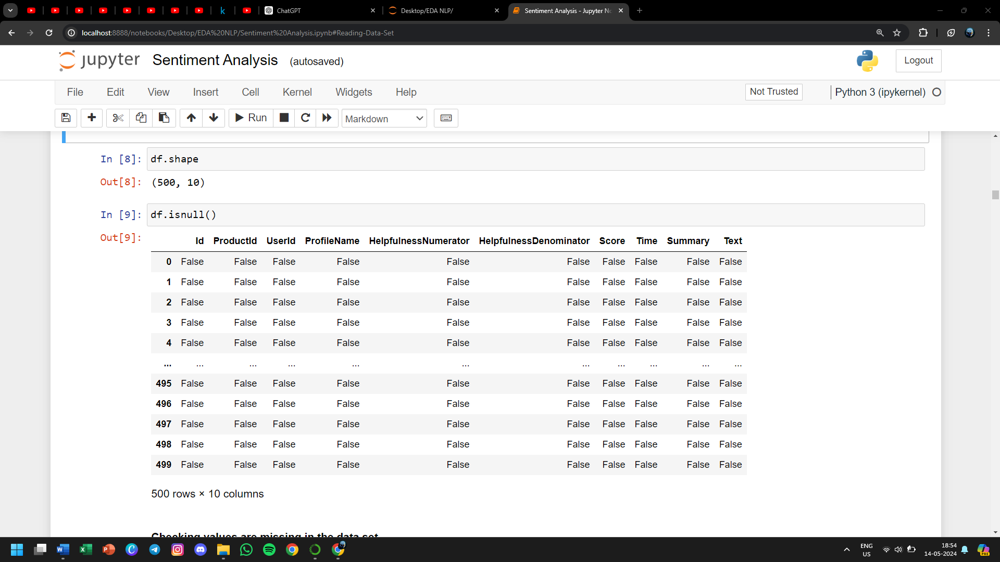 ChatGPT
Desktop/EDA NLP/
Sentiment Analysis - Jupyter No
localhost:8888/notebooks/Desktop/EDA%20NLP/Sentiment%20Analysis.ipynb#Reading-Data-Set
jupyter Sentiment Analysis (autosaved)
Logout
File Edit View Insert Cell Kernel Widgets Help
Not Trusted
Python 3 (ipykernel)
Run
Markdown
In [8]: df.shape
Out[8]: (500, 10)
In [9]: df.isnull()
Out[9]:
Id ProductId UserId ProfileName HelpfulnessNumerator HelpfulnessDenominator Score Time Summary Text
0 False False False False False False False False False False
1 False False False False False False False False False False
2 False False False False False False False False False False
3 False False False False False False False False False False
4 False False False False False False False False False False
... ... ... ... ... ... ... ... ... ... ...
495 False False False False False False False False False False
496 False False False False False False False False False False
497 False False False False False False False False False False
498 False False False False False False False False False False
499 False False False False False False False False False False
500 rows × 10 columns
Checking values are missing in the data set
ENG
US
18:54
14-05-2024